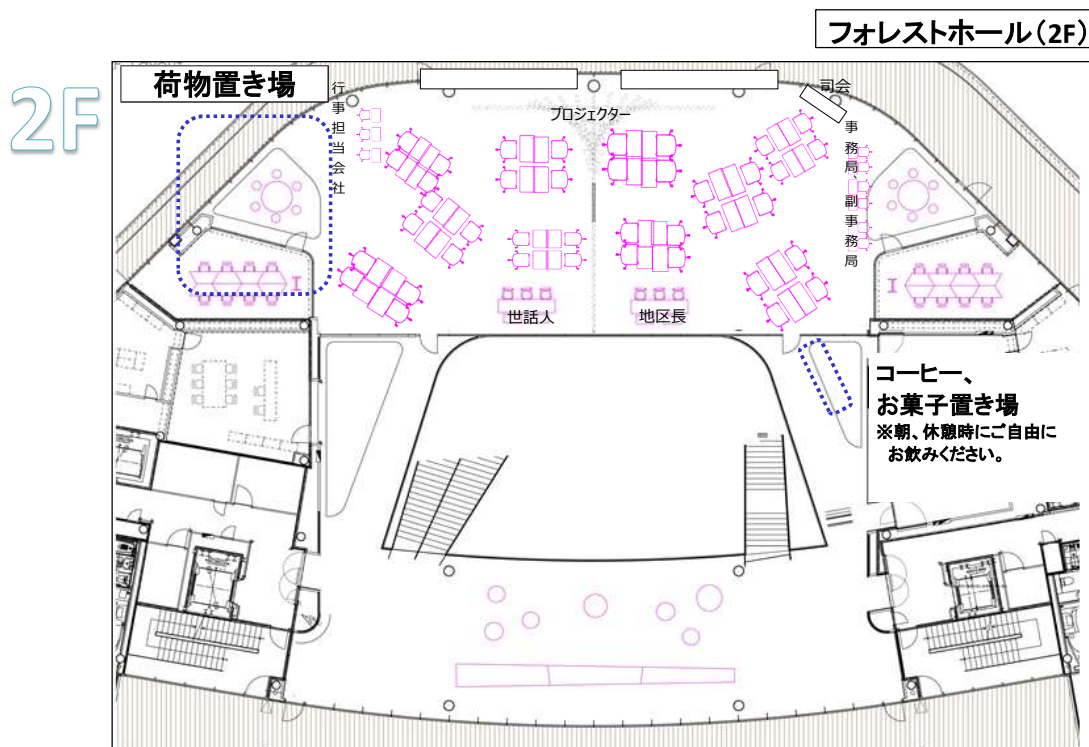 フォレストホール(2F)
2F
荷物置き場
行事担当会社
司会
プロジェクター
事務局、副事務局
世話人
地区長
コーヒー、
お菓子置き場
※朝、休憩時にご自由に
お飲みください。